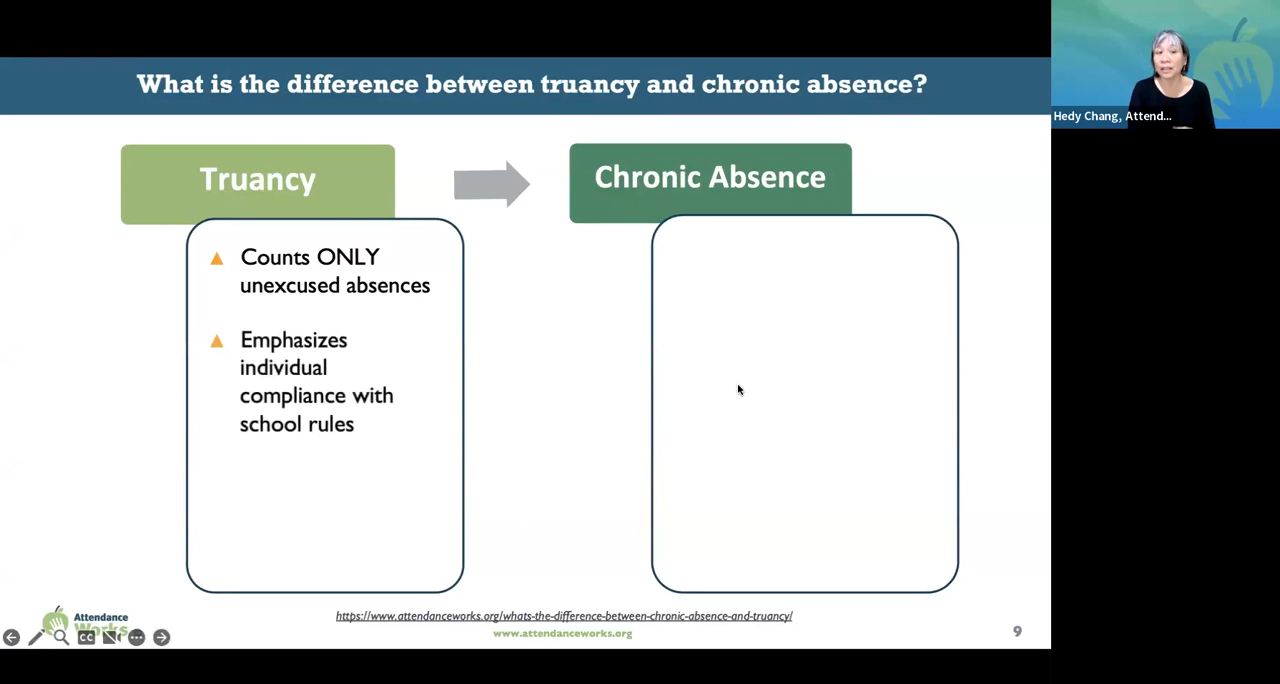 What is the difference between truancy and chronic absence?
Hedy Chang, Attend...
Truancy
Chronic Absence
▲ Counts ONLY
unexcused absences
▲ Emphasizes
individual
compliance with
school rules
Attendance
Works
https://www.attendanceworks.org/whats-the-difference-between-chronic-absence-and-truancy/
www.attendanceworks.org
9
CC